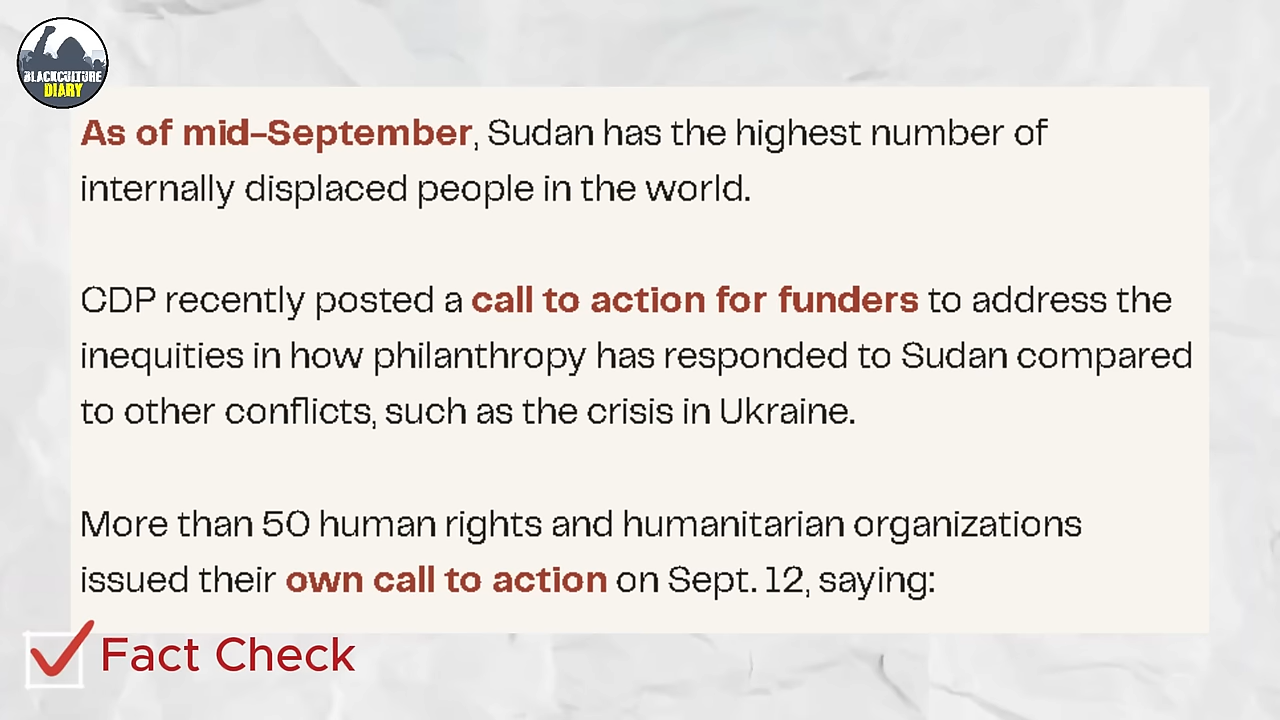 BLACKCULTURE
DIARY
As of mid-September, Sudan has the highest number of
internally displaced people in the world.
CDP recently posted a call to action for funders to address the
inequities in how philanthropy has responded to Sudan compared
to other conflicts, such as the crisis in Ukraine.
More than 50 human rights and humanitarian organizations
issued their own call to action on Sept. 12, saying:
Fact Check